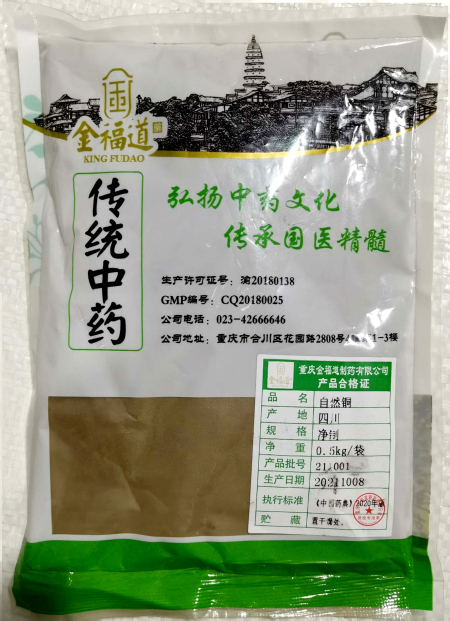 金福道
KING FUDAO
传统中药
弘扬中药文化
传承国医精髓
生产许可证号：渝20180138
GMP编号：CQ20180025
公司电话：023-42666646
公司地址：重庆市合川区花园路2808号
1-3楼
金福道
重庆金福道制药有限公司
产品合格证
品名 自然铜
产地 四川
规格 净制
净重 0.5kg/袋
产品批号
生产日期 20211008
执行标准 《中国药典》2020年版
贮藏 置干燥处。